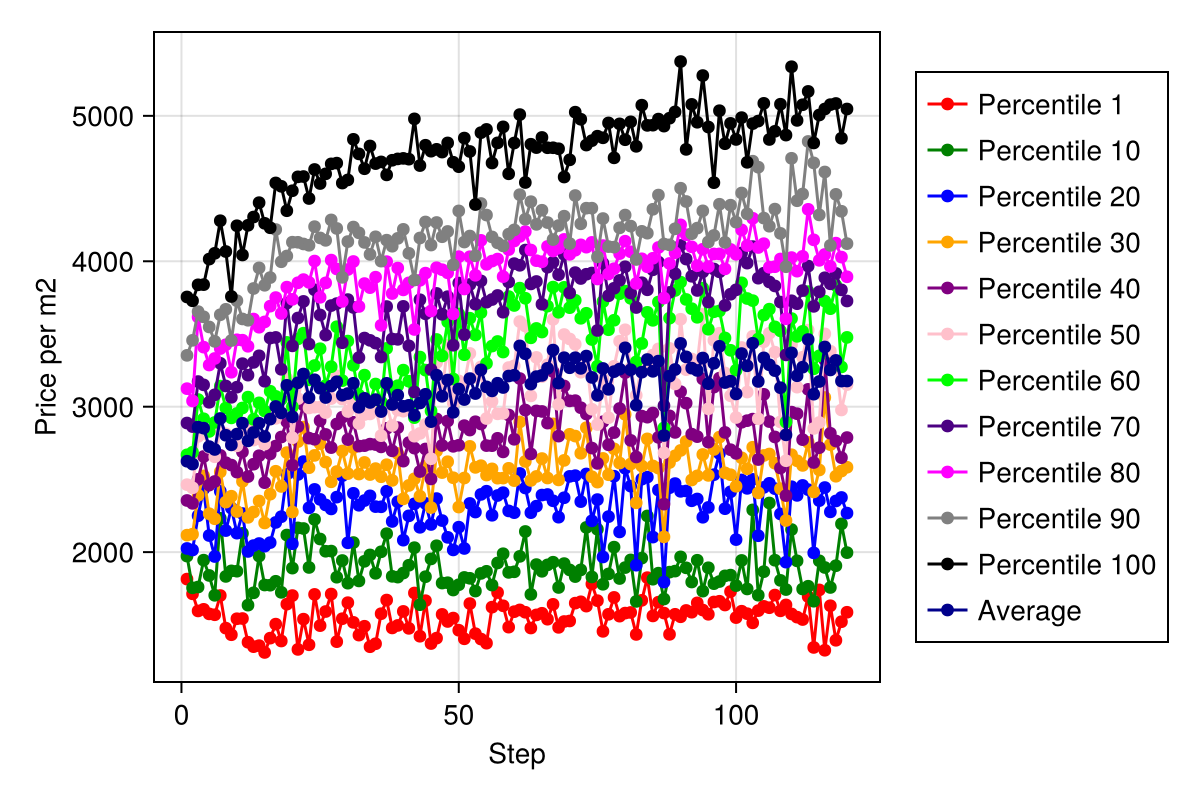 5000
4000
3000
2000
Price per m2
0
50
100
Step
Percentile 1
Percentile 10
Percentile 20
Percentile 30
Percentile 40
Percentile 50
Percentile 60
Percentile 70
Percentile 80
Percentile 90
Percentile 100
Average